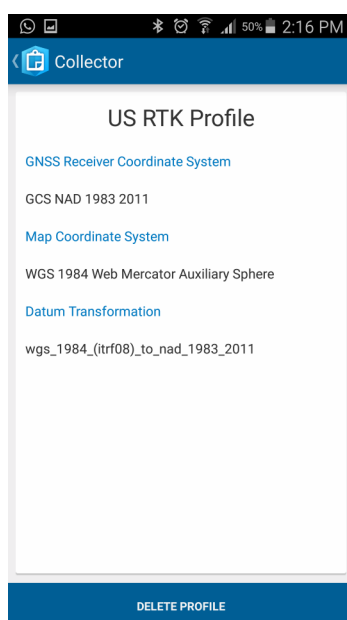 50% 2:16 PM
Collector
US RTK Profile
GNSS Receiver Coordinate System
GCS NAD 1983 2011
Map Coordinate System
WGS 1984 Web Mercator Auxiliary Sphere
Datum Transformation
wgs_1984_(itrf08)_to_nad_1983_2011
DELETE PROFILE